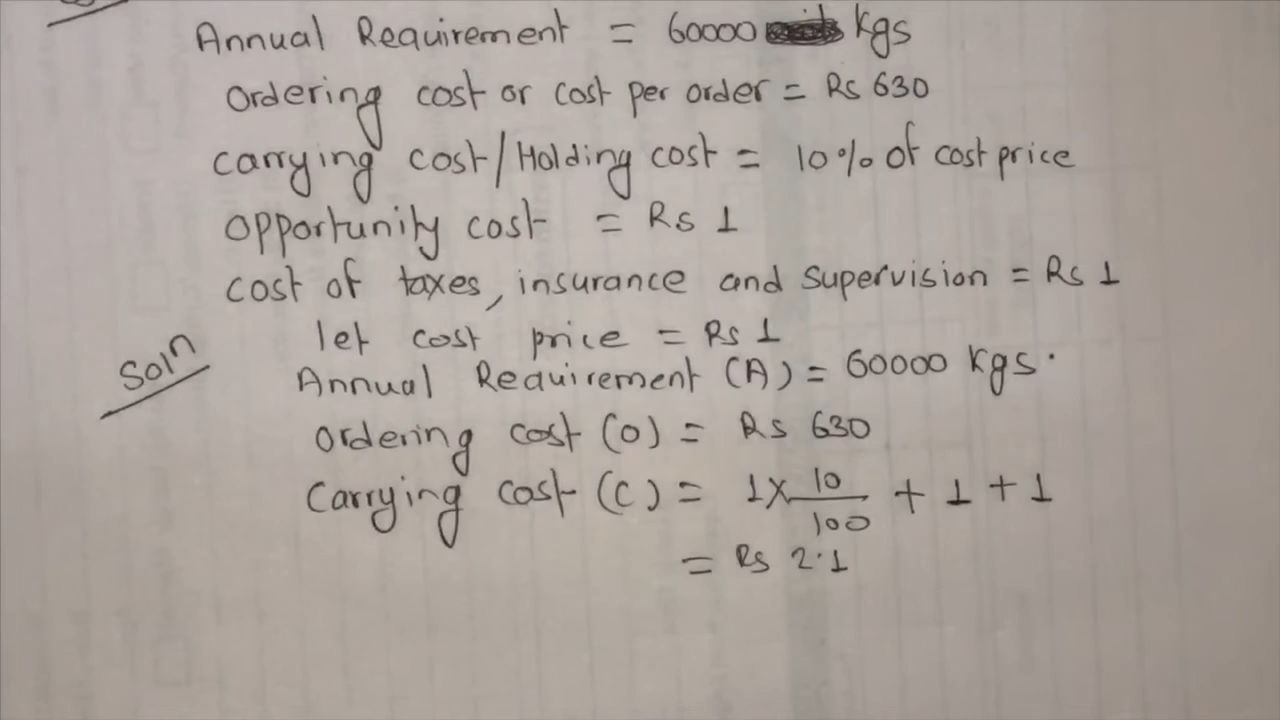 Annual Requirement = 60000 kgs
Ordering cost or cost per order = Rs 630
Carrying cost/Holding cost = 10% of cost price
Opportunity cost = Rs 1
Cost of taxes, insurance and supervision = Rs 1
let cost price = Rs 1
Soln
Annual Requirement (A) = 60000 kgs.
Ordering cost (O) = Rs 630
Carrying cost (C) = 1 × 10/100 + 1 + 1
= Rs 2.1